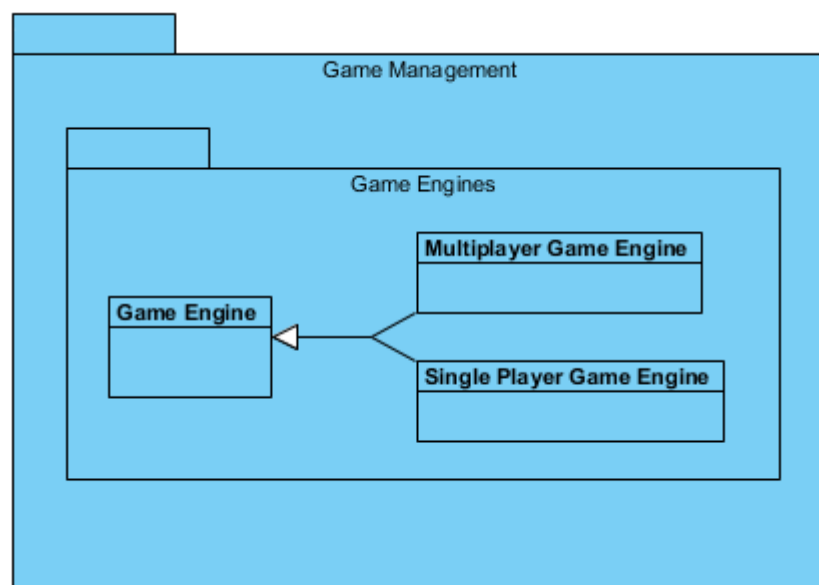 Game Management
Game Engines
Multiplayer Game Engine
Game Engine
Single Player Game Engine